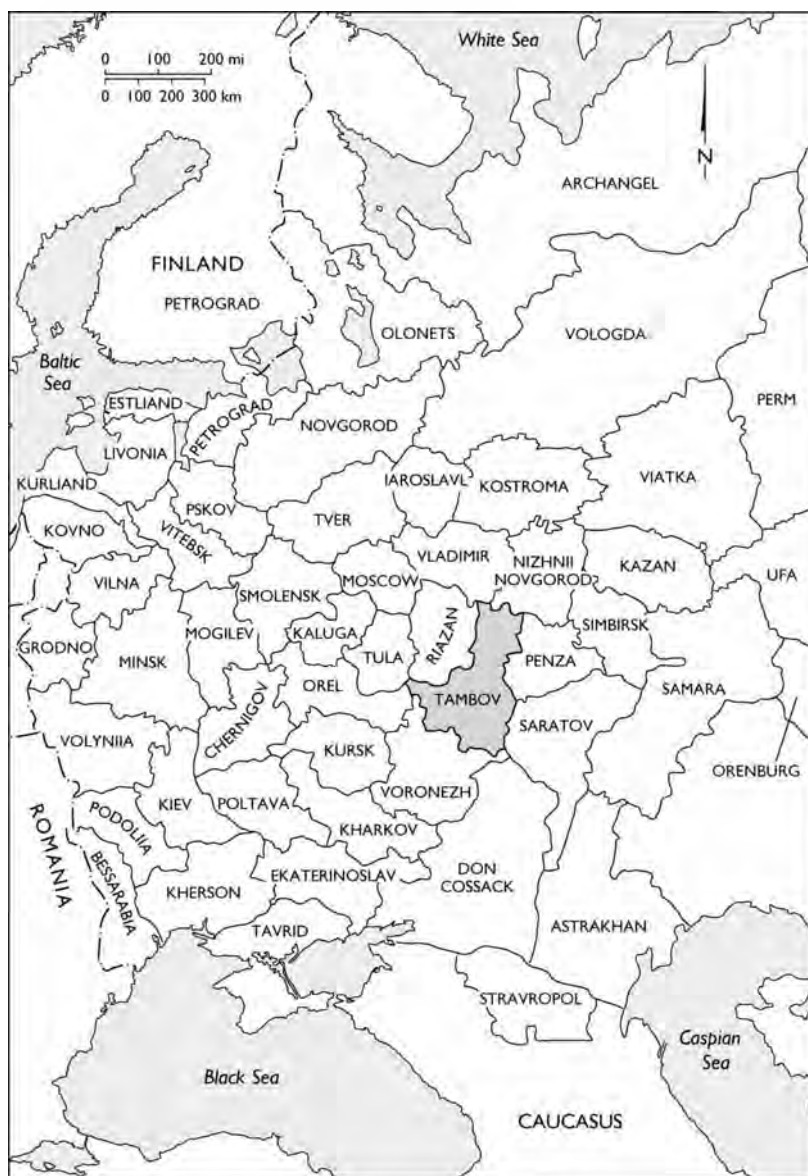 White Sea
0 100 200 mi
0 100 200 300 km
N
ARCHANGEL
FINLAND
PETROGRAD
OLONETS
VOLOGDA
Baltic
Sea
PERM
ESTLIAND
PETROGRAD
NOVGOROD
LIVONIA
IAROSLAVL
KOSTROMA
VIATKA
KURLIAND
PSKOV
TVER
KOVNO
VITEBSK
VLADIMIR
NIZHNII
NOVGOROD
KAZAN
UFA
VILNA
SMOLENSK
MOSCOW
GRODNO
MINSK
MOGILEV
KALUGA
TULA
RIAZAN
SIMBIRSK
PENZA
SAMARA
CHERNIGOV
OREL
TAMBOV
SARATOV
VOLYNIIA
KURSK
ORENBURG
ROMANIA
PODOLIIA
KIEV
POLTAVA
VORONEZH
KHARKOV
BESSARABIA
KHERSON
EKATERINOSLAV
DON
COSSACK
ASTRAKHAN
TAVRID
STRAVROPOL
Black Sea
Caspian
Sea
CAUCASUS